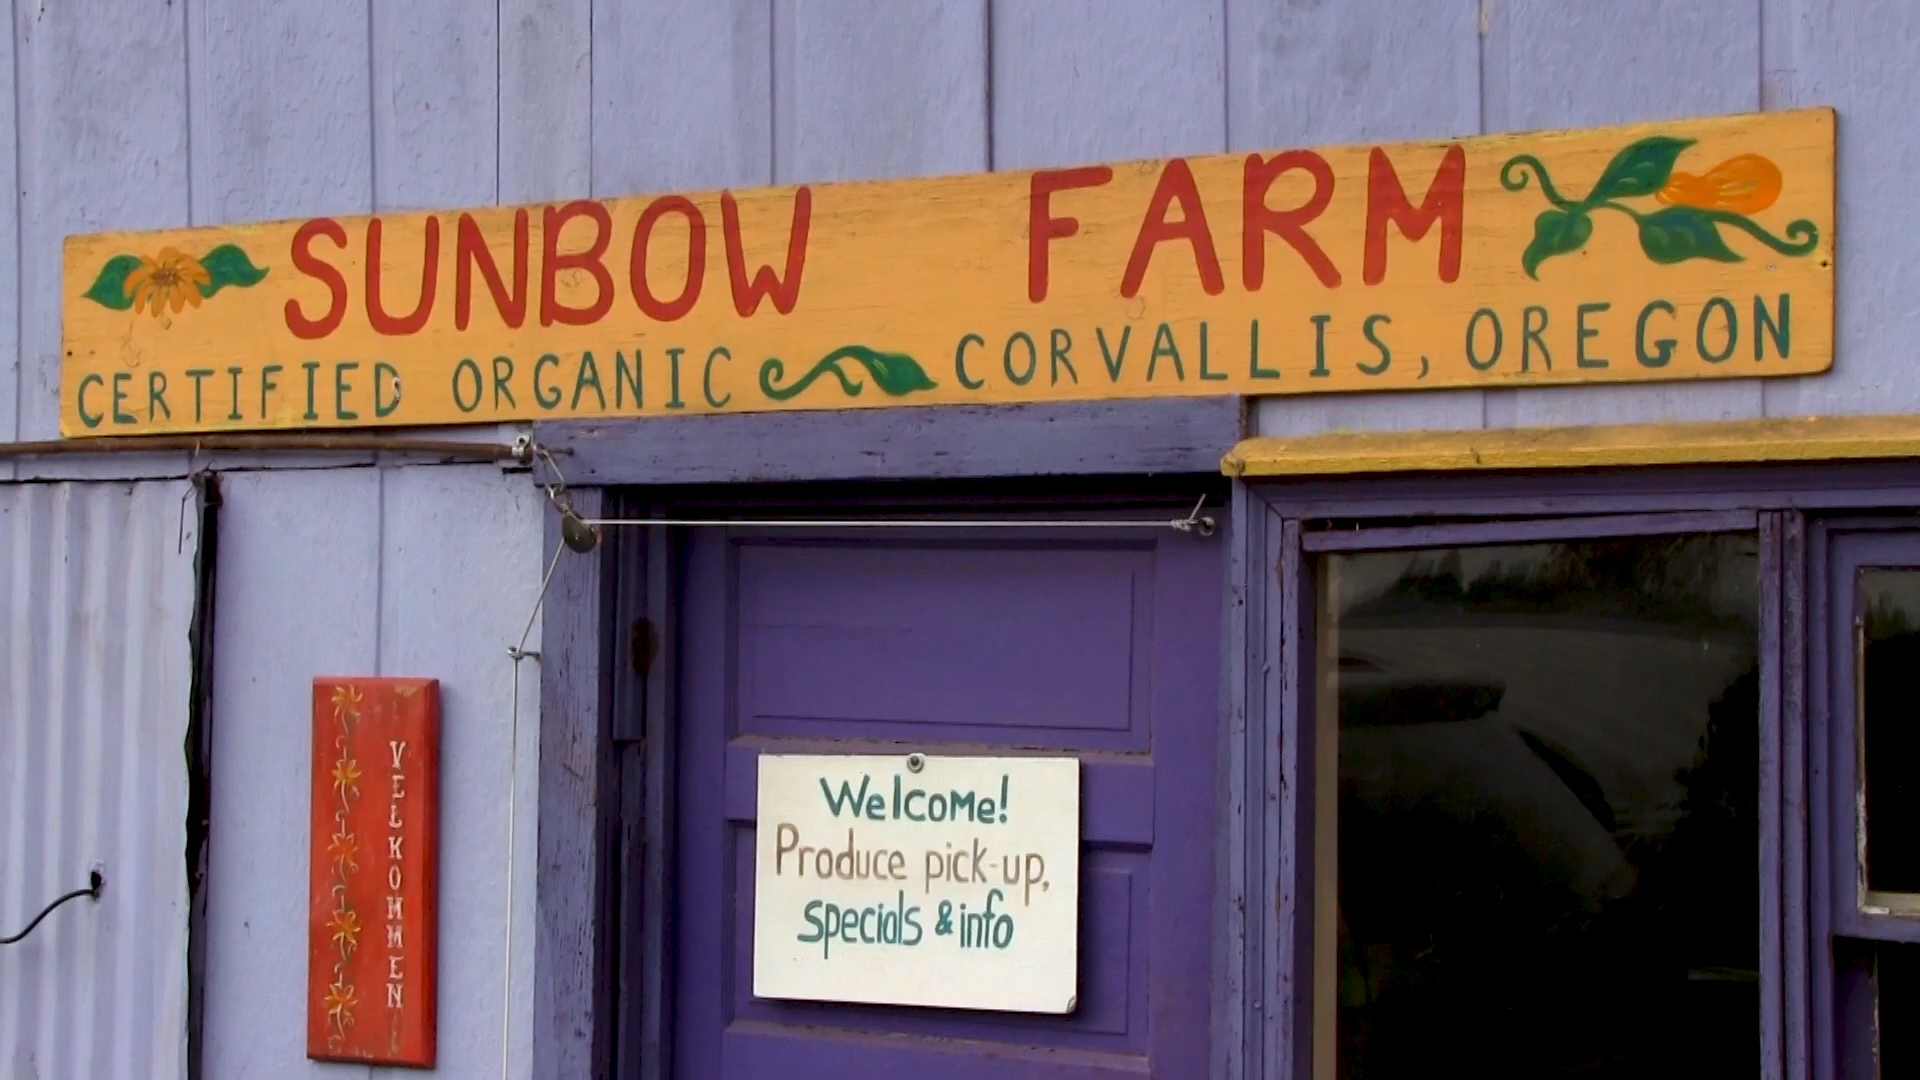 SUNBOW FARM
CERTIFIED ORGANIC CORVALLIS, OREGON
VELKOMMEN
Welcome!
Produce pick-up,
specials & info